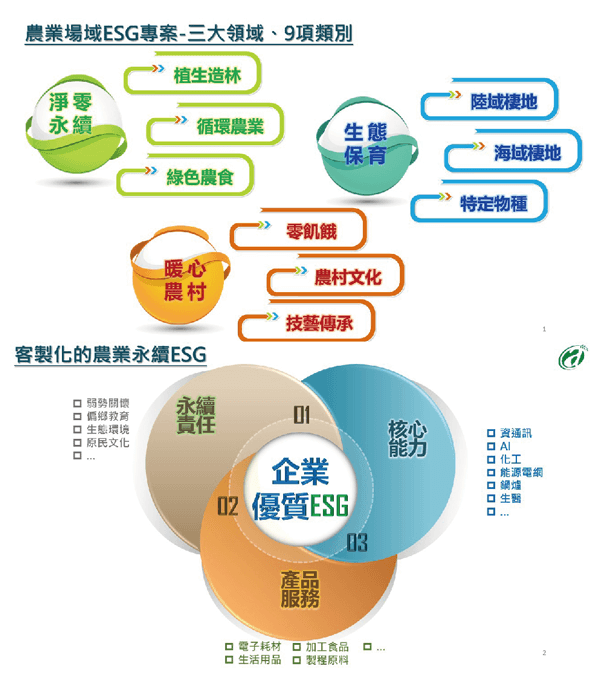 農業場域ESG專案-三大領域、9項類別
淨零
永續
植生造林
循環農業
綠色農食
生態
保育
陸域棲地
海域棲地
特定物種
暖心
農村
零飢餓
農村文化
技藝傳承
1
客製化的農業永續ESG
永續
責任
弱勢關懷
偏鄉教育
生態環境
原民文化
...
01
核心
能力
資通訊
AI
化工
能源電網
鍋爐
生醫
...
企業
優質ESG
02
03
產品
服務
電子耗材
加工食品
...
生活用品
製程原料
2